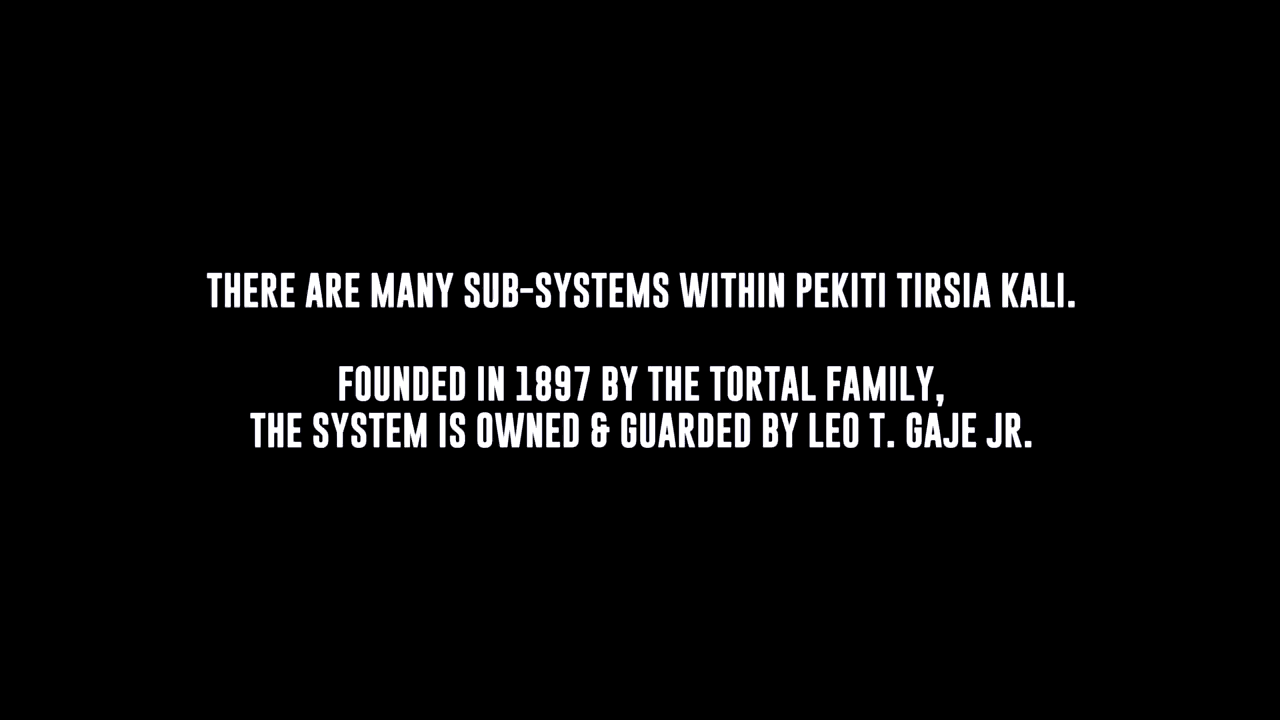 THERE ARE MANY SUB-SYSTEMS WITHIN PEKITI TIRSIA KALI.
FOUNDED IN 1897 BY THE TORTAL FAMILY,
THE SYSTEM IS OWNED & GUARDED BY LEO T. GAJE JR.